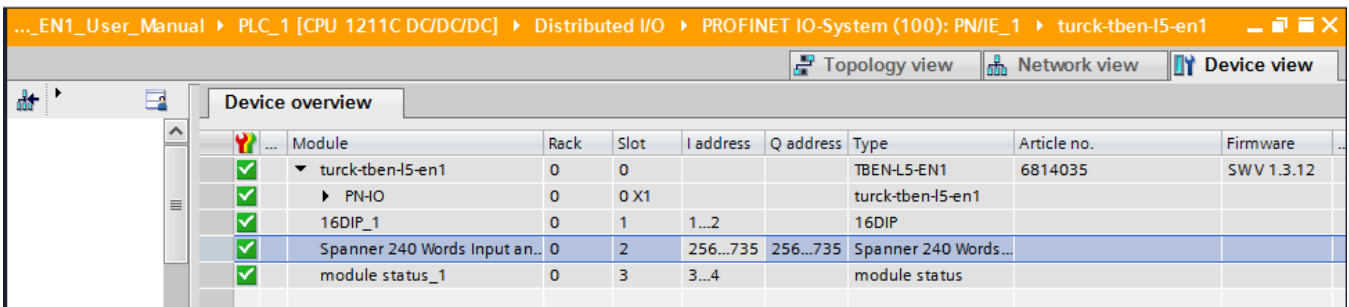 ..._EN1_User_Manual ▸ PLC_1 [CPU 1211C DC/DC/DC] ▸ Distributed I/O ▸ PROFINET IO-System (100): PN/IE_1 ▸ turck-tben-l5-en1
Topology view Network view Device view
Device overview
... Module Rack Slot I address Q address Type Article no. Firmware ..
turck-tben-l5-en1 0 0 TBEN-L5-EN1 6814035 SW V 1.3.12
PN-IO 0 0 X1 turck-tben-l5-en1
16DIP_1 0 1 1...2 16DIP
Spanner 240 Words Input an.. 0 2 256...735 256...735 Spanner 240 Words...
module status_1 0 3 3...4 module status